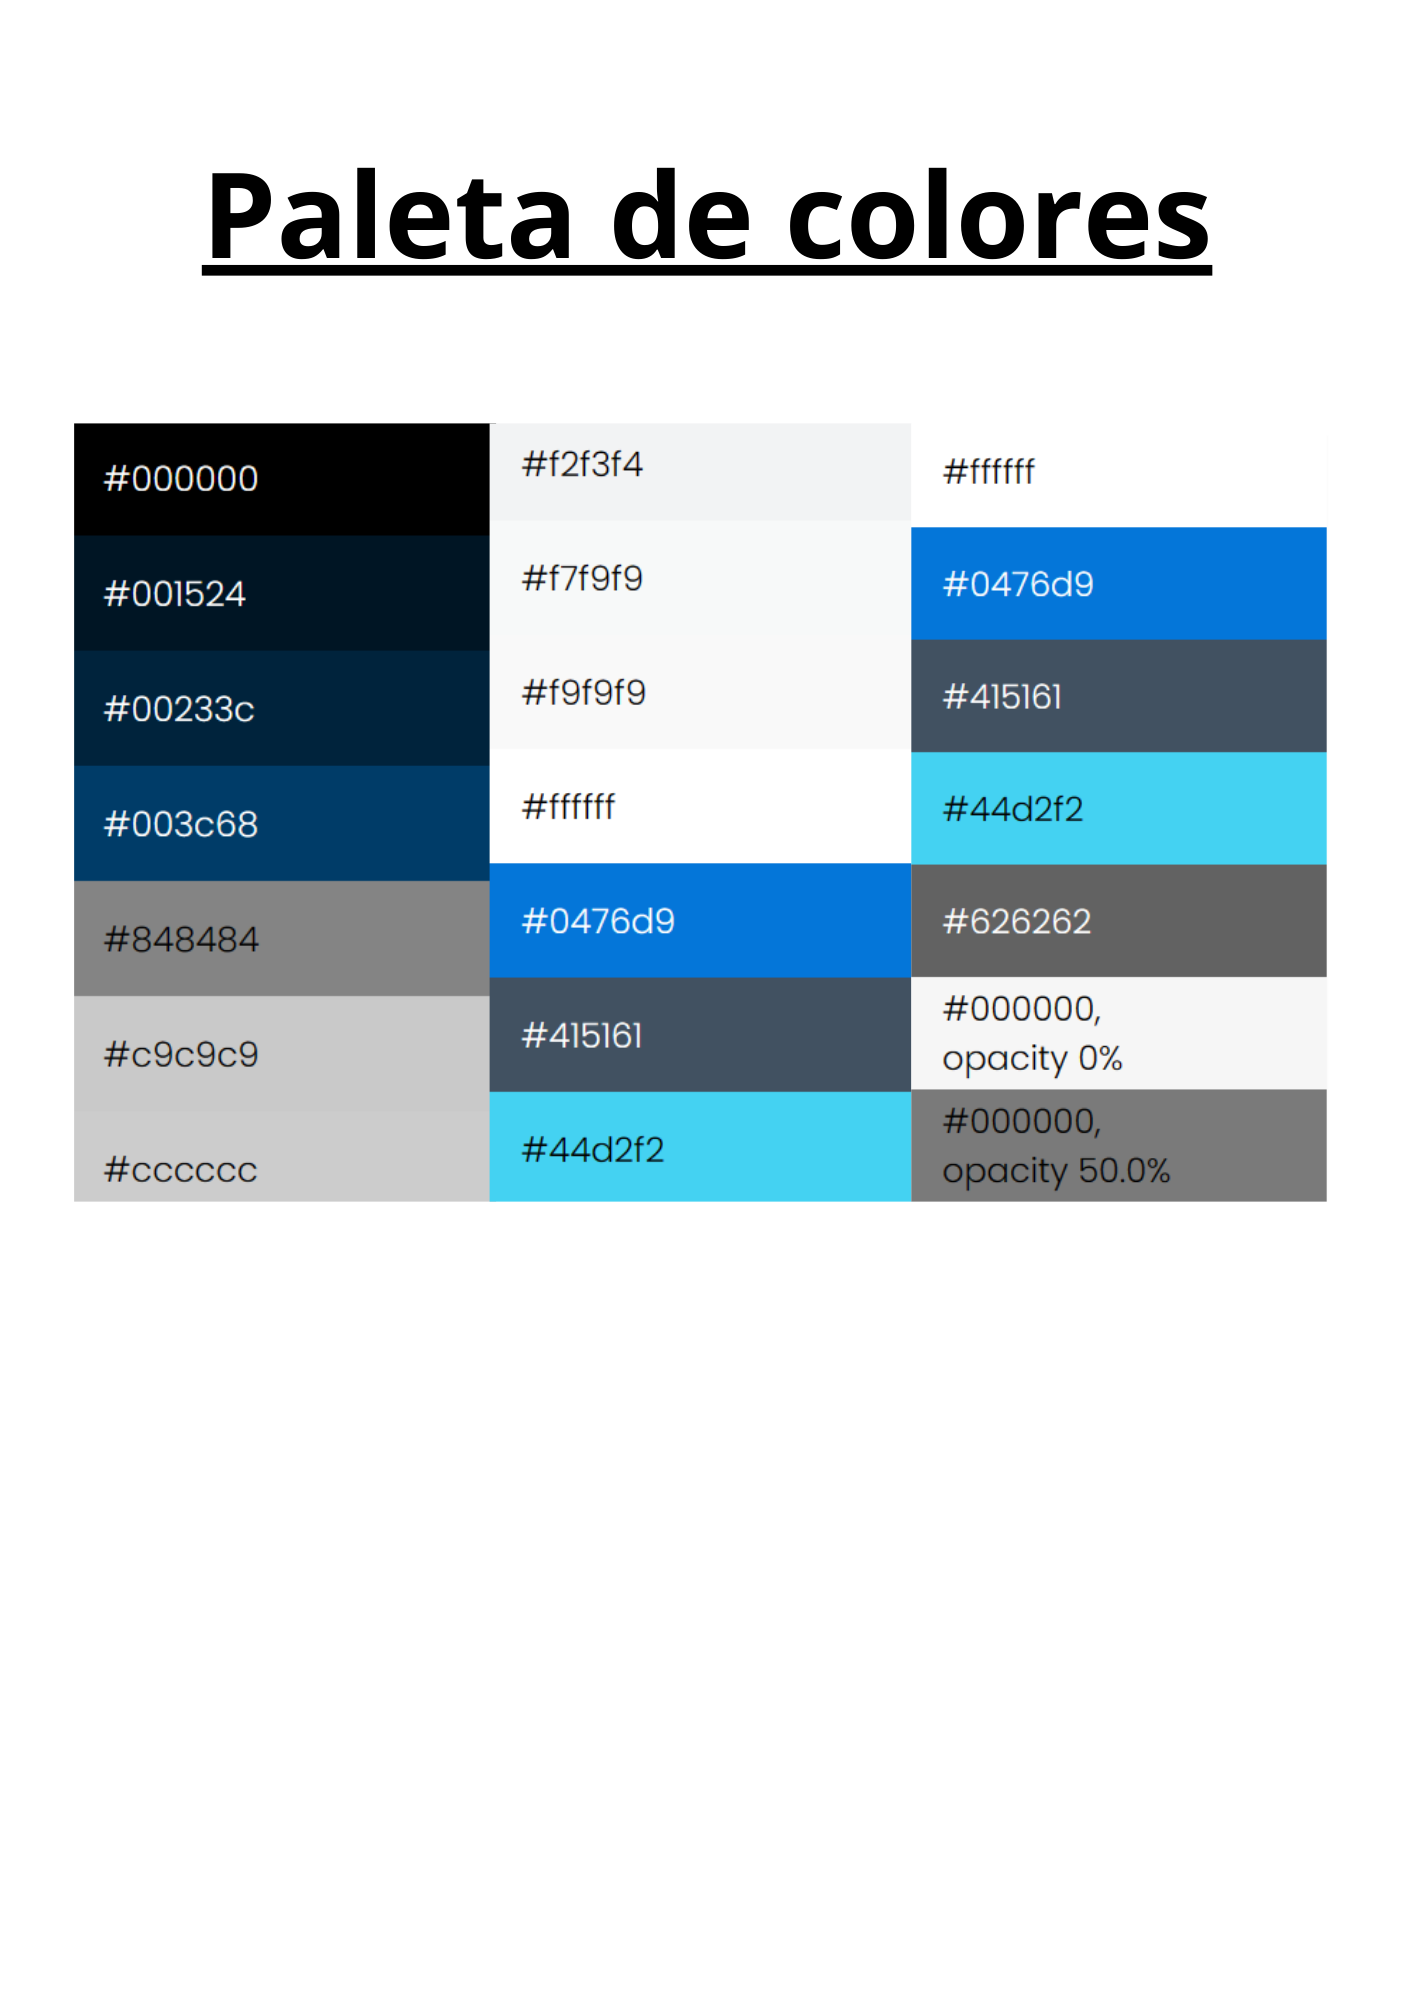 Paleta de colores
#000000
#001524
#00233c
#003c68
#848484
#c9c9c9
#cccccc
#f2f3f4
#f7f9f9
#f9f9f9
#ffffff
#0476d9
#415161
#44d2f2
#ffffff
#0476d9
#415161
#44d2f2
#626262
#000000,
opacity 0%
#000000,
opacity 50.0%